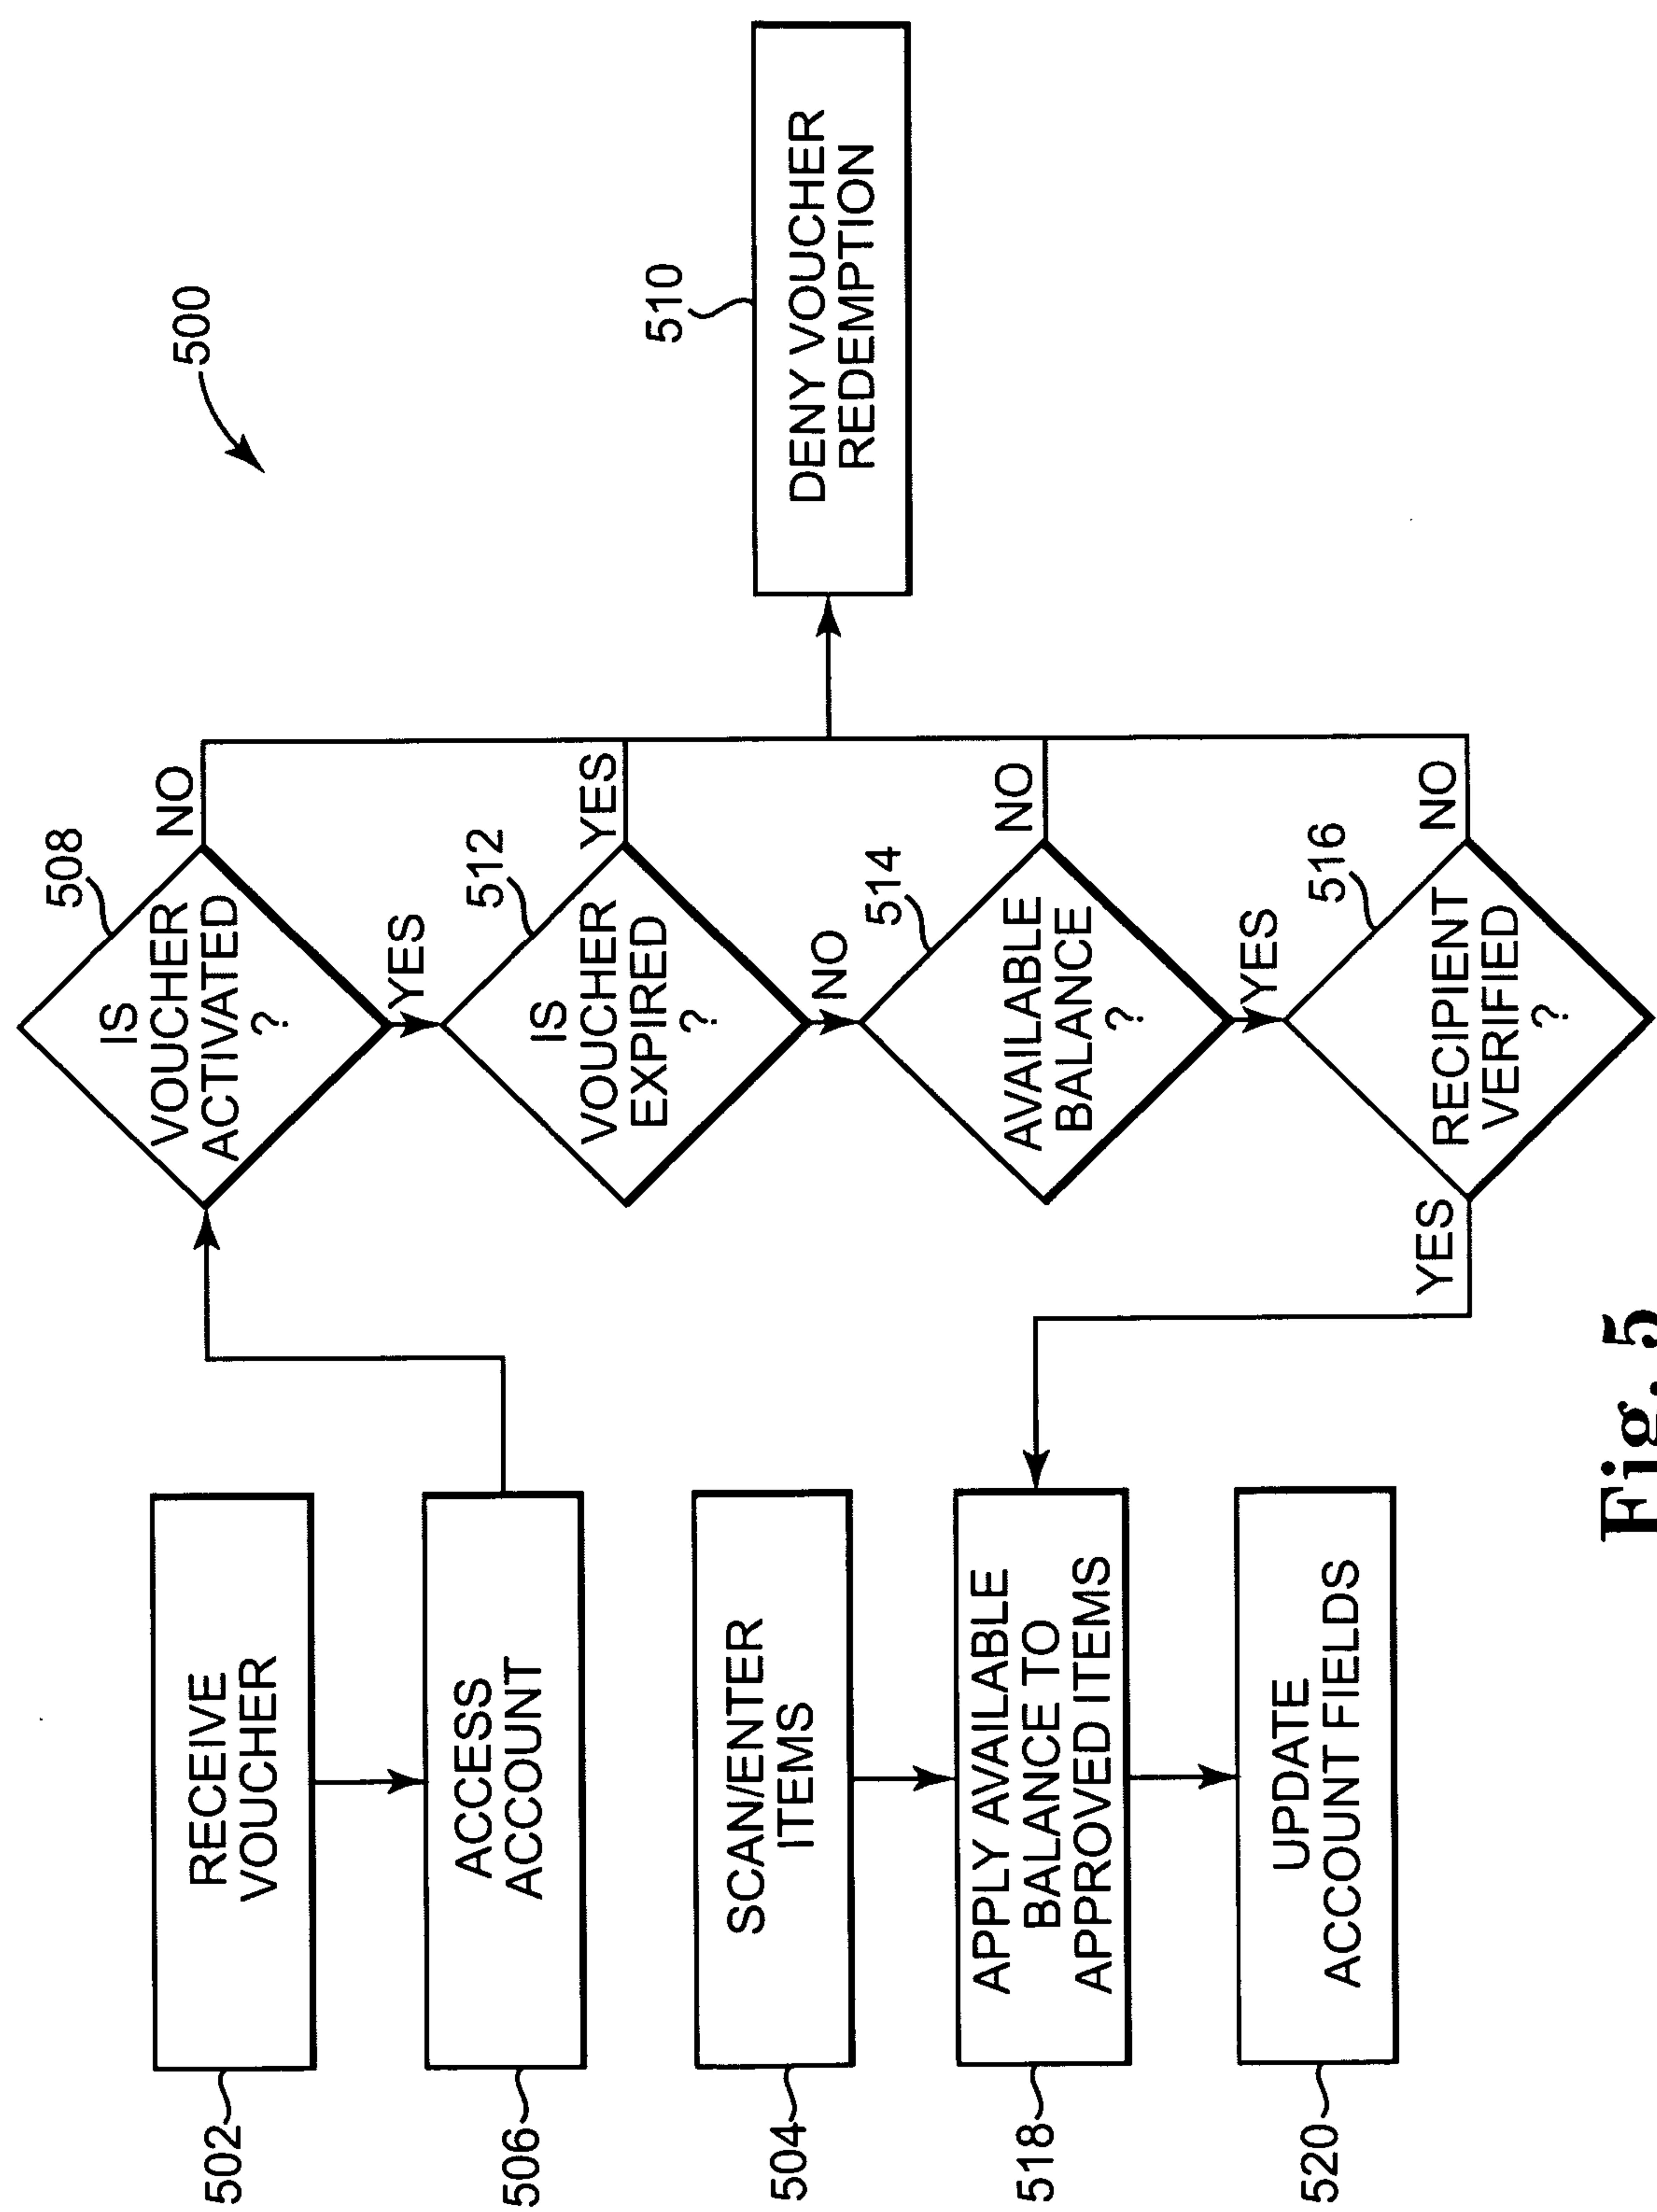 500
502
RECEIVE
VOUCHER
506
ACCESS
ACCOUNT
504
SCAN/ENTER
ITEMS
518
APPLY AVAILABLE
BALANCE TO
APPROVED ITEMS
520
UPDATE
ACCOUNT FIELDS
508
IS
VOUCHER
ACTIVATED
?
NO
YES
512
IS
VOUCHER
EXPIRED
?
YES
NO
514
AVAILABLE
BALANCE
?
NO
YES
516
RECIPIENT
VERIFIED
?
NO
YES
510
DENY VOUCHER
REDEMPTION
Fig. 5